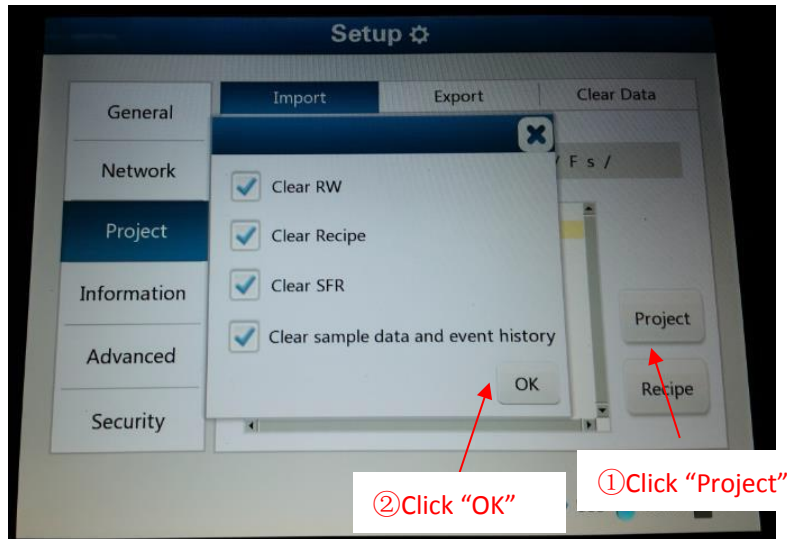 Setup
General
Import
Export
Clear Data
Network
/ F s /
Clear RW
Project
Clear Recipe
Information
Clear SFR
Project
Advanced
Clear sample data and event history
OK
Recipe
Security
①Click “Project”
②Click “OK”